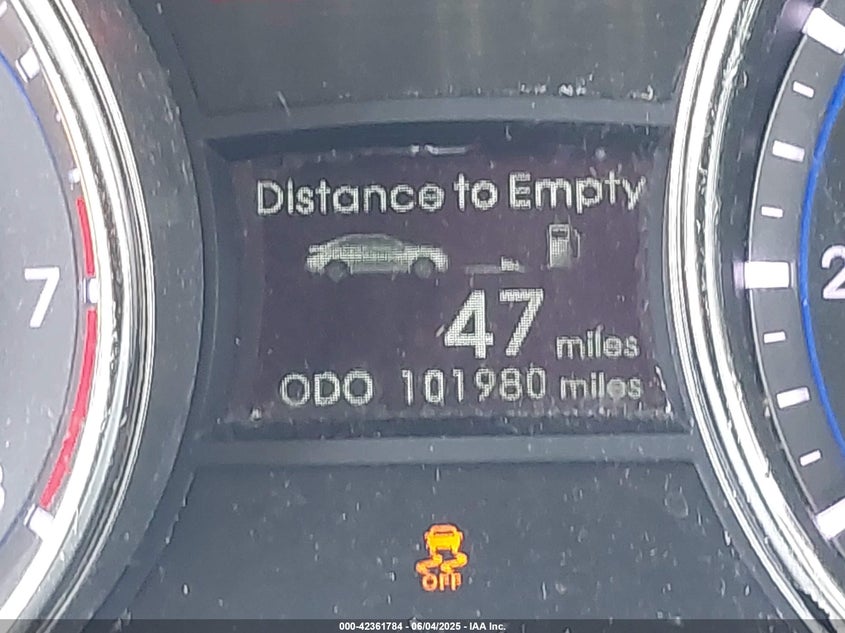 Distance to Empty
47 miles
ODO 101980 miles
7
2
OFF
000-42361784 - 06/04/2025 - IAA Inc.